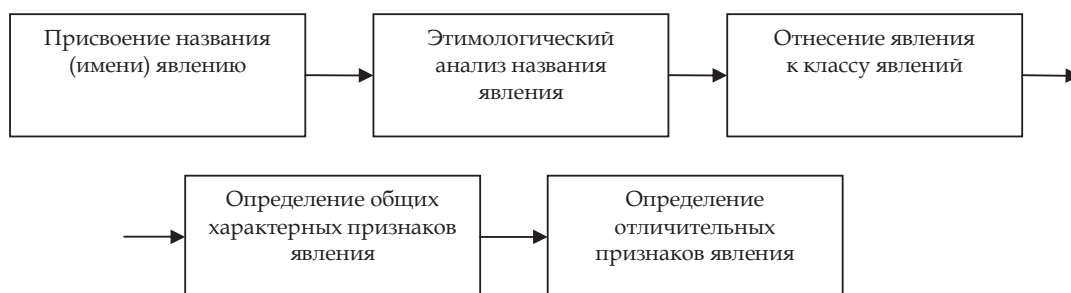 Присвоение названия
(имени) явлению
Этимологический
анализ названия
явления
Отнесение явления
к классу явлений
Определение общих
характерных признаков
явления
Определение
отличительных
признаков явления